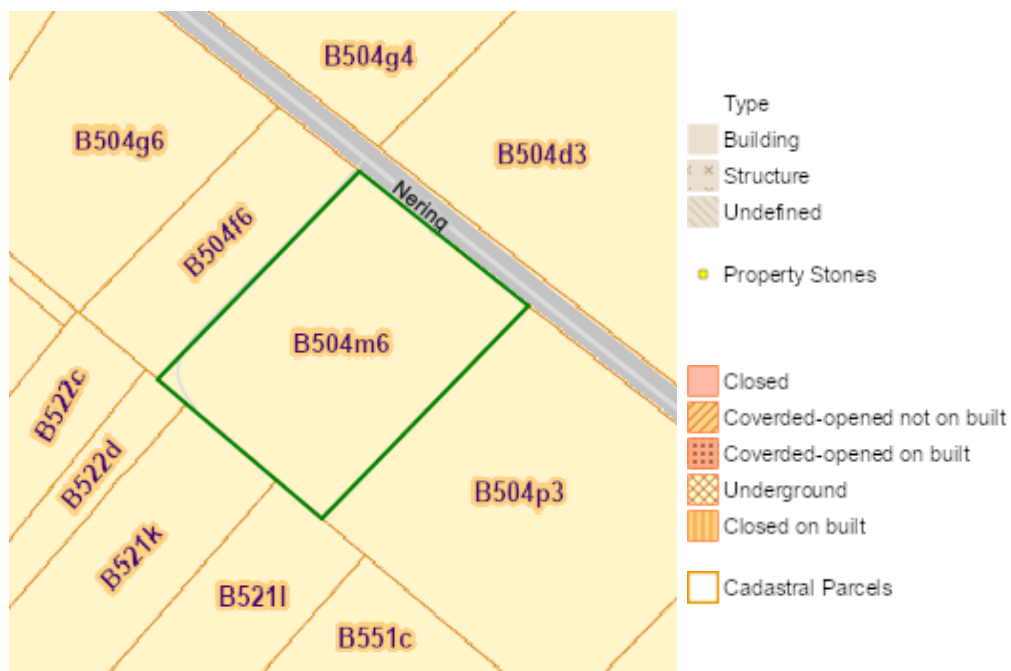 B504g4
B504g6
B504d3
Nering
B504f6
B504m6
B522c
B522d
B504p3
B521k
B521l
B551c
Type
Building
Structure
Undefined
Property Stones
Closed
Coverded-opened not on built
Coverded-opened on built
Underground
Closed on built
Cadastral Parcels